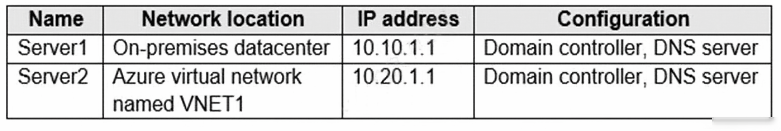 Name Network location IP address Configuration
Server1 On-premises datacenter 10.10.1.1 Domain controller, DNS server
Server2 Azure virtual network 10.20.1.1 Domain controller, DNS server
named VNET1